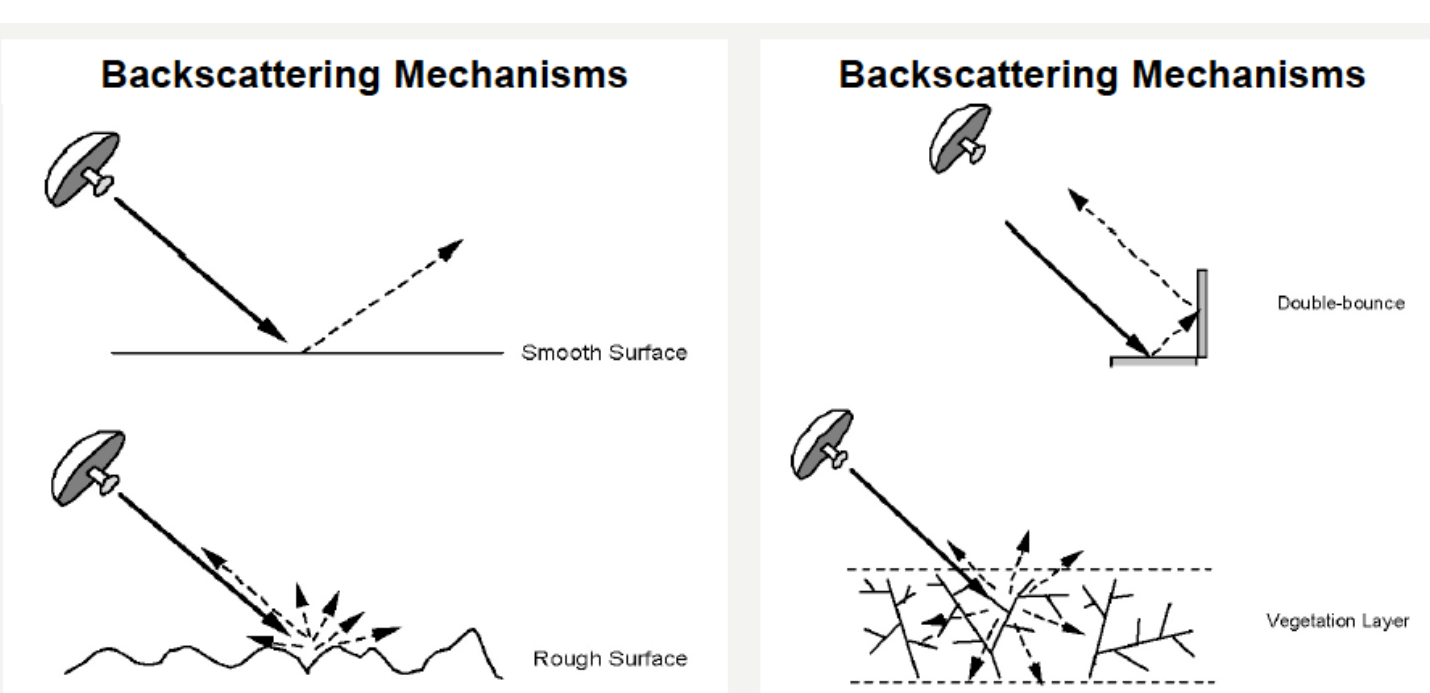 Backscattering Mechanisms
Smooth Surface
Rough Surface
Backscattering Mechanisms
Double-bounce
Vegetation Layer